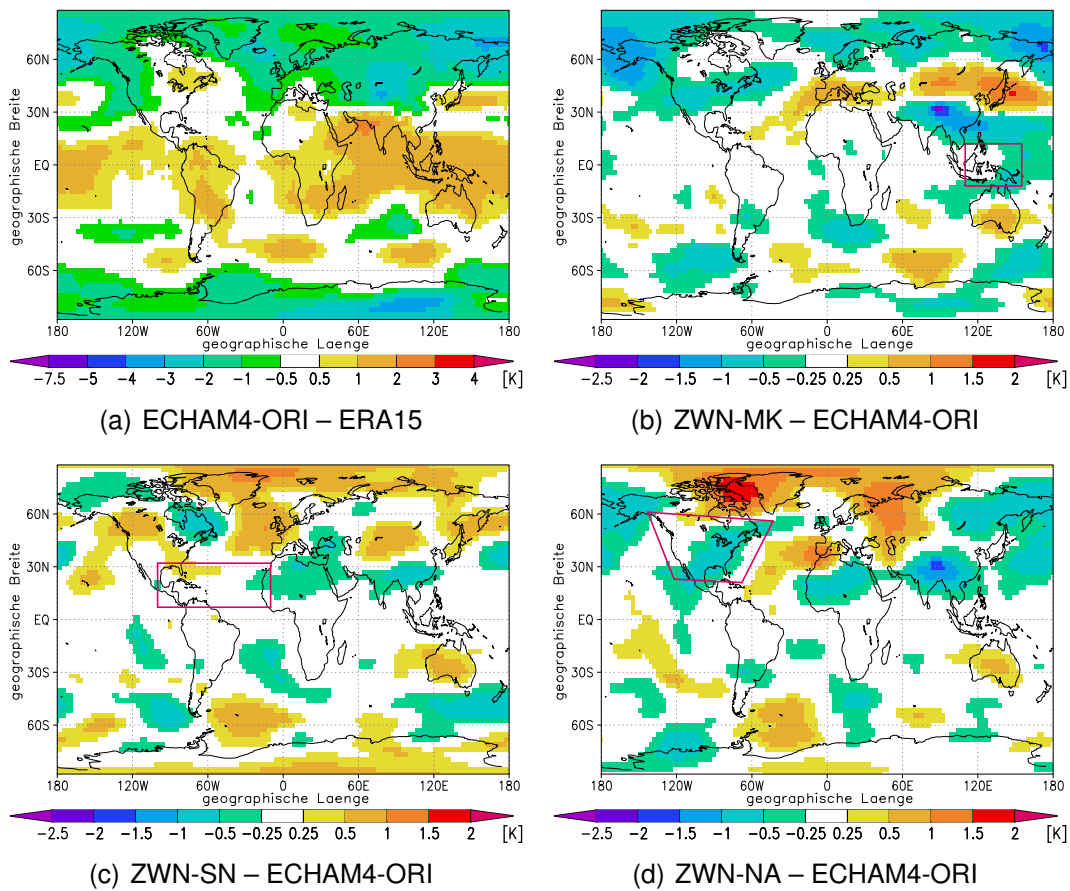 60N
30N
EQ
30S
60S
geographische Breite
180 120W 60W 0 60E 120E 180
geographische Laenge
−7.5 −5 −4 −3 −2 −1 −0.5 0.5 1 2 3 4 [K]
(a) ECHAM4-ORI – ERA15
60N
30N
EQ
30S
60S
geographische Breite
180 120W 60W 0 60E 120E 180
geographische Laenge
−2.5 −2 −1.5 −1 −0.5 −0.25 0.25 0.5 1 1.5 2 [K]
(b) ZWN-MK – ECHAM4-ORI
60N
30N
EQ
30S
60S
geographische Breite
180 120W 60W 0 60E 120E 180
geographische Laenge
−2.5 −2 −1.5 −1 −0.5 −0.25 0.25 0.5 1 1.5 2 [K]
(c) ZWN-SN – ECHAM4-ORI
60N
30N
EQ
30S
60S
geographische Breite
180 120W 60W 0 60E 120E 180
geographische Laenge
−2.5 −2 −1.5 −1 −0.5 −0.25 0.25 0.5 1 1.5 2 [K]
(d) ZWN-NA – ECHAM4-ORI